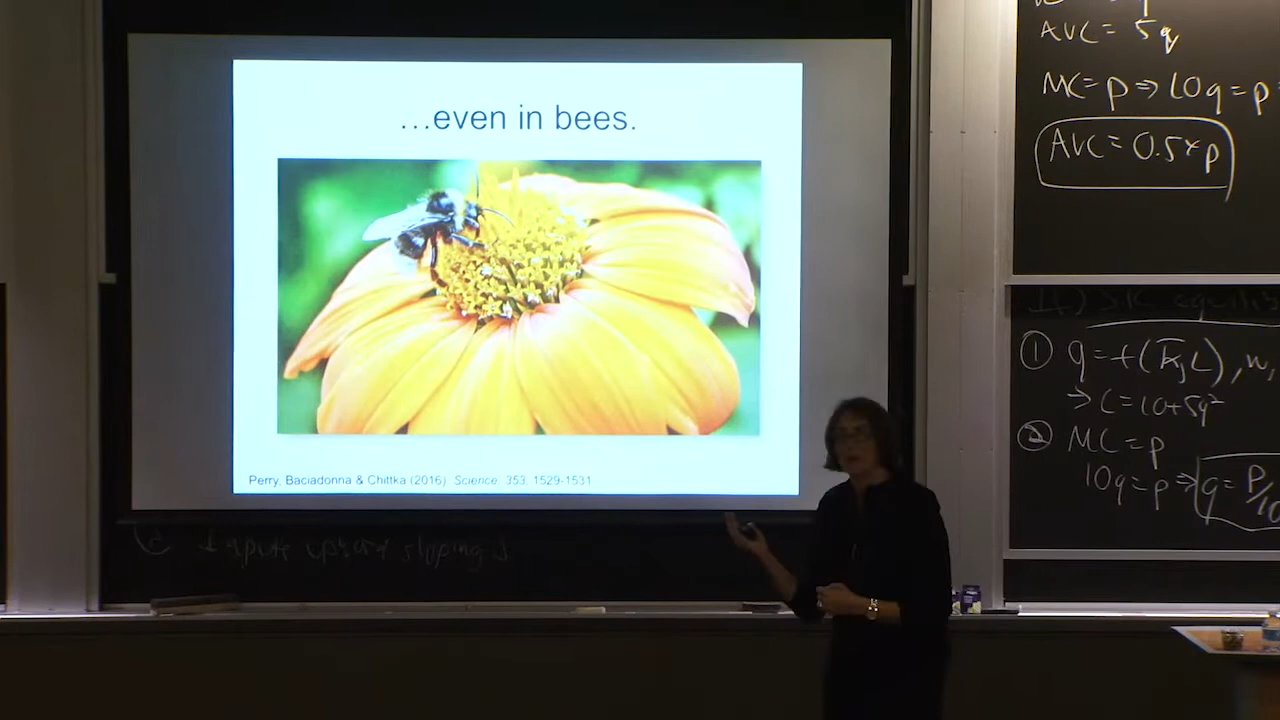 …even in bees.
Perry, Baciadonna & Chittka (2016) Science. 353. 1529-1531
AVC = 5q
MC = p ⇒ 10q = p
AVC = 0.5*p
① q = f(K̅, L), w,
⇒ C = 10+5q²
② MC = p
10q = p ⇒ q = P/10
sloping